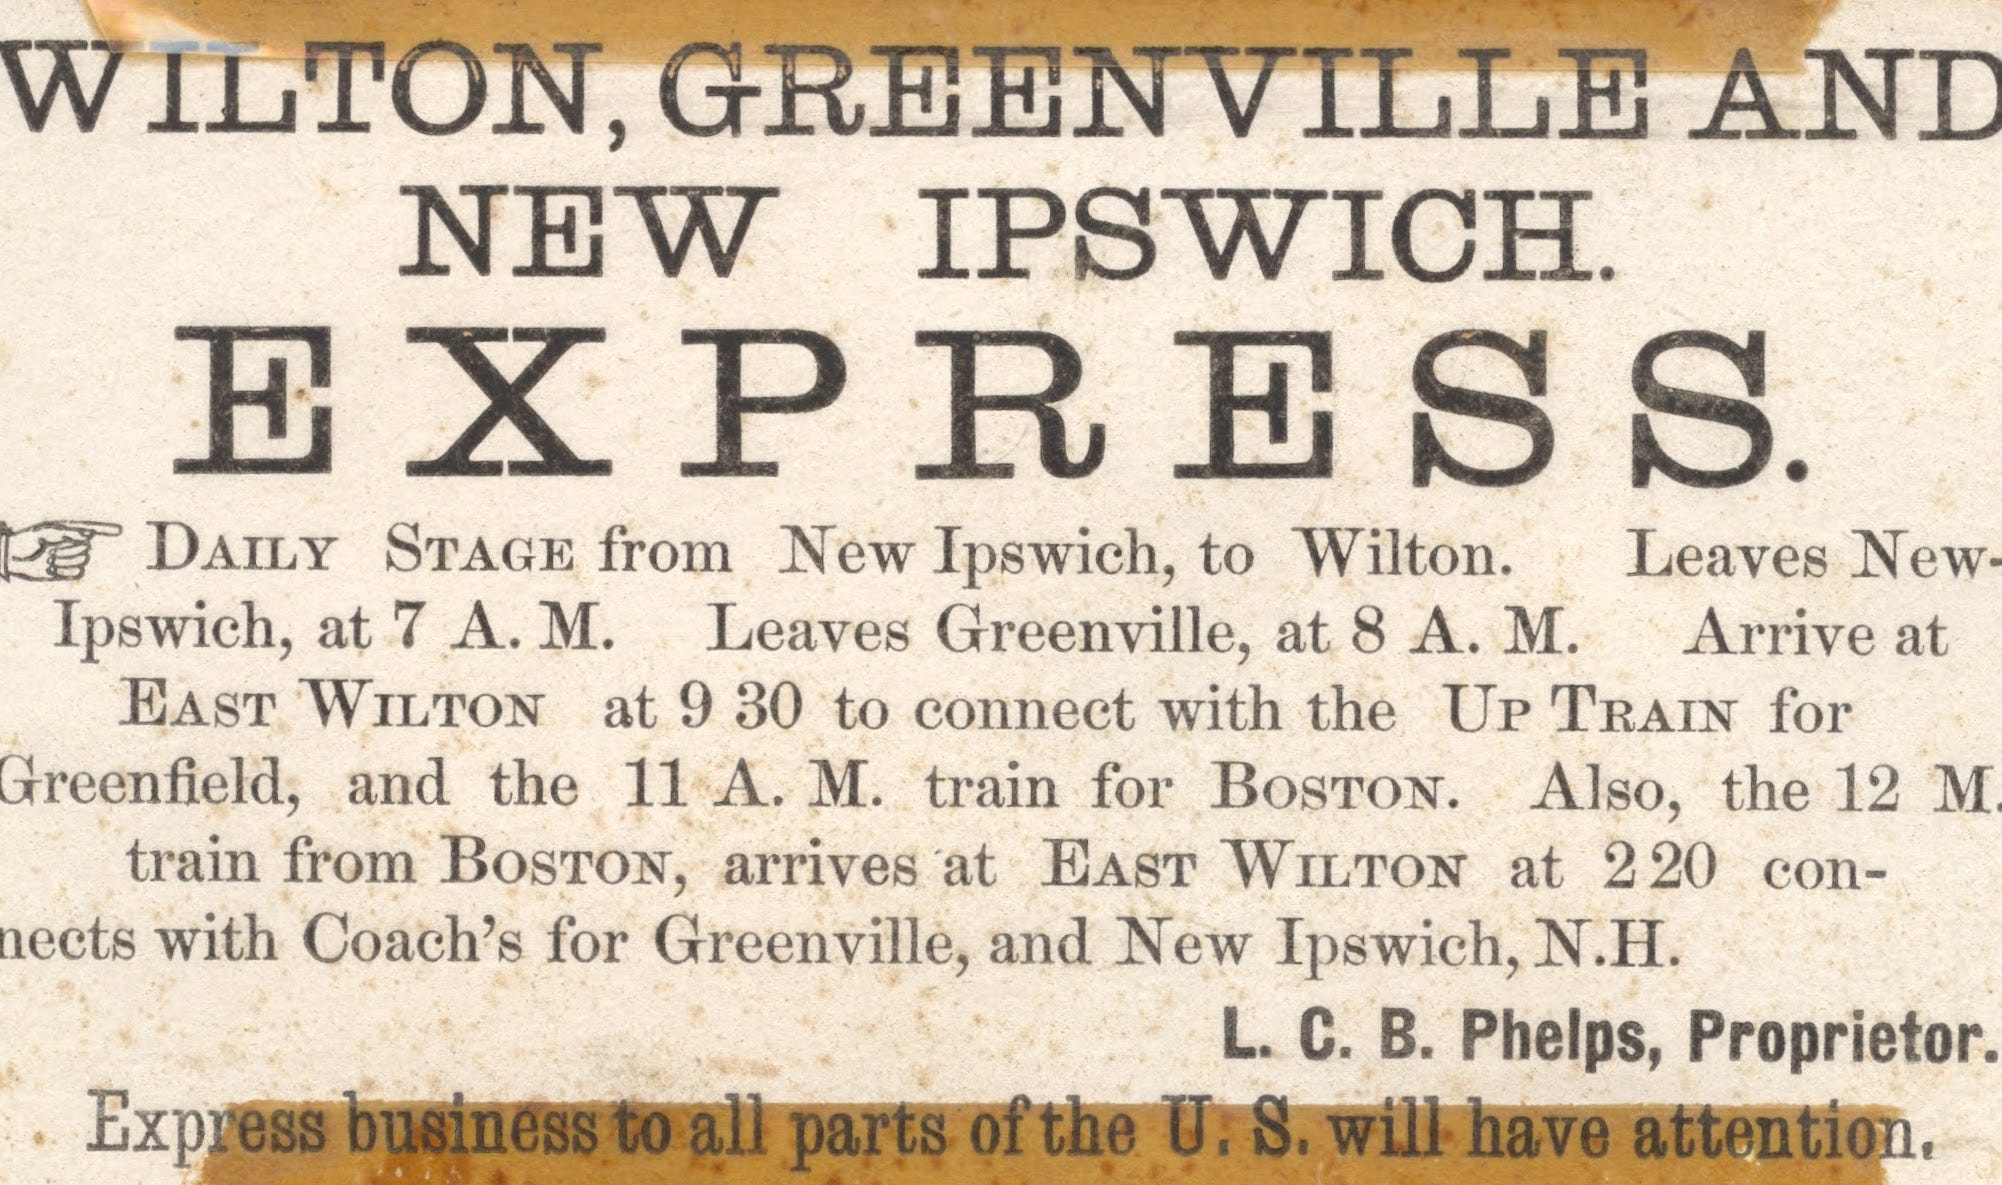 WILTON, GREENVILLE AND
NEW IPSWICH.
EXPRESS.
DAILY STAGE from New Ipswich, to Wilton. Leaves New-
Ipswich, at 7 A. M. Leaves Greenville, at 8 A. M. Arrive at
EAST WILTON at 9 30 to connect with the UP TRAIN for
Greenfield, and the 11 A. M. train for BOSTON. Also, the 12 M.
train from BOSTON, arrives at EAST WILTON at 2 20 con-
nects with Coach's for Greenville, and New Ipswich, N.H.
L. C. B. Phelps, Proprietor.
Express business to all parts of the U. S. will have attention.